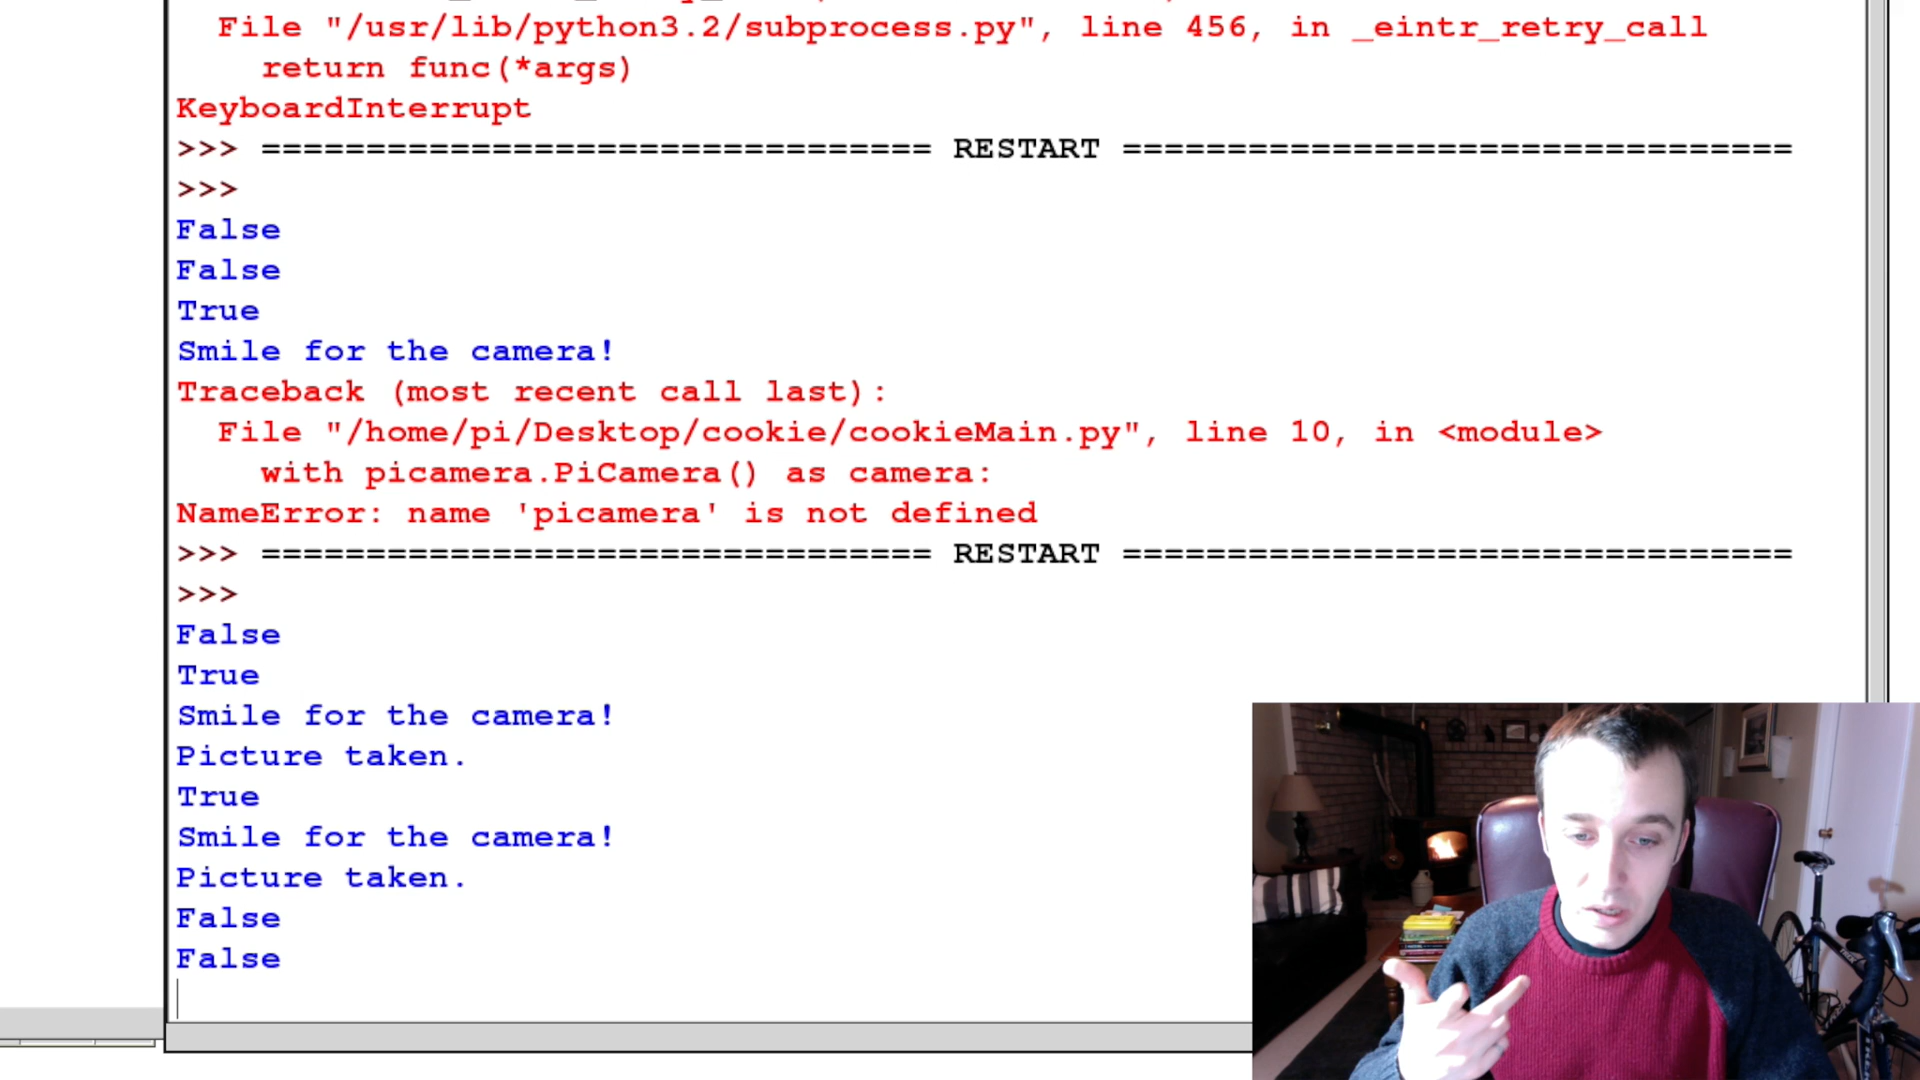 File "/usr/lib/python3.2/subprocess.py", line 456, in _eintr_retry_call
return func(*args)
KeyboardInterrupt
>>> ================================ RESTART ================================
>>>
False
False
True
Smile for the camera!
Traceback (most recent call last):
File "/home/pi/Desktop/cookie/cookieMain.py", line 10, in <module>
with picamera.PiCamera() as camera:
NameError: name 'picamera' is not defined
>>> ================================ RESTART ================================
>>>
False
True
Smile for the camera!
Picture taken.
True
Smile for the camera!
Picture taken.
False
False